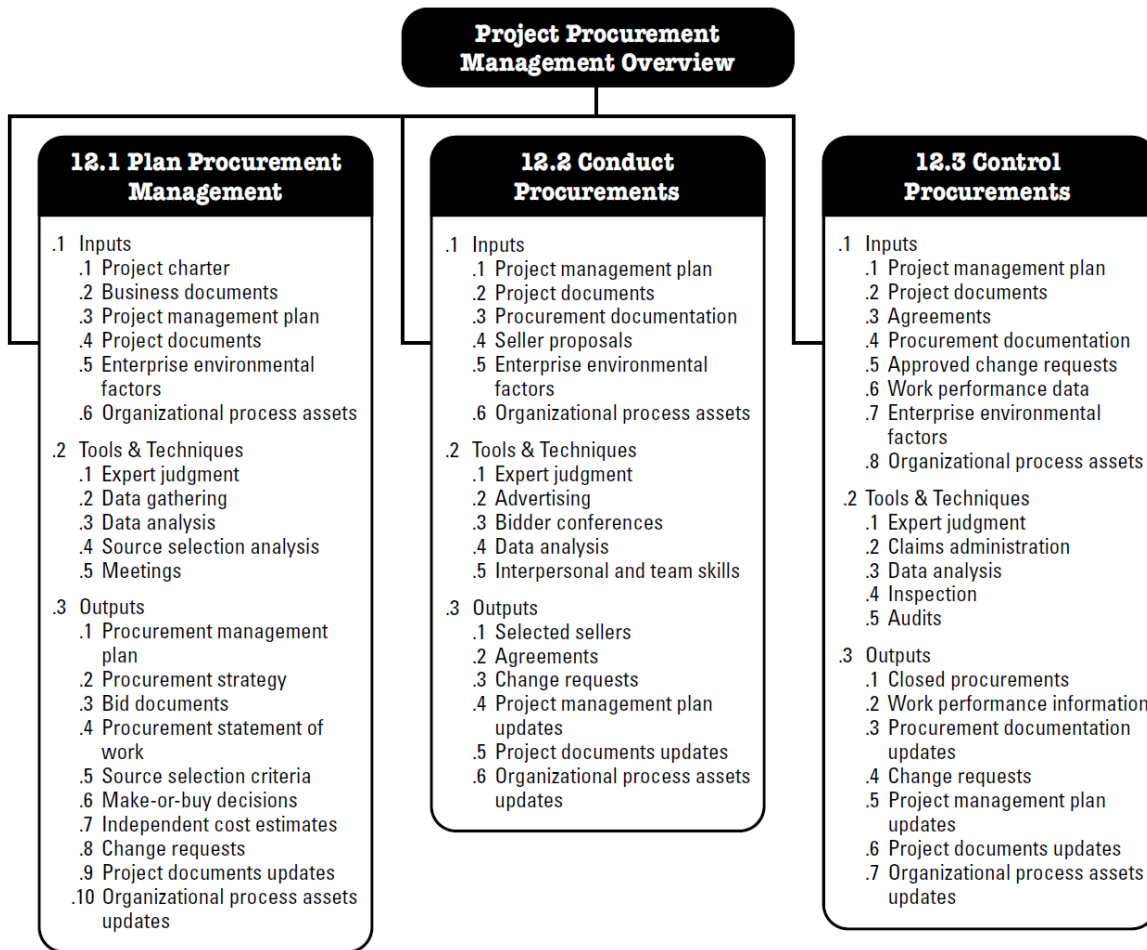 Project Procurement
Management Overview
12.1 Plan Procurement
Management
.1 Inputs
.1 Project charter
.2 Business documents
.3 Project management plan
.4 Project documents
.5 Enterprise environmental
factors
.6 Organizational process assets
.2 Tools & Techniques
.1 Expert judgment
.2 Data gathering
.3 Data analysis
.4 Source selection analysis
.5 Meetings
.3 Outputs
.1 Procurement management
plan
.2 Procurement strategy
.3 Bid documents
.4 Procurement statement of
work
.5 Source selection criteria
.6 Make-or-buy decisions
.7 Independent cost estimates
.8 Change requests
.9 Project documents updates
.10 Organizational process assets
updates
12.2 Conduct
Procurements
.1 Inputs
.1 Project management plan
.2 Project documents
.3 Procurement documentation
.4 Seller proposals
.5 Enterprise environmental
factors
.6 Organizational process assets
.2 Tools & Techniques
.1 Expert judgment
.2 Advertising
.3 Bidder conferences
.4 Data analysis
.5 Interpersonal and team skills
.3 Outputs
.1 Selected sellers
.2 Agreements
.3 Change requests
.4 Project management plan
updates
.5 Project documents updates
.6 Organizational process assets
updates
12.3 Control
Procurements
.1 Inputs
.1 Project management plan
.2 Project documents
.3 Agreements
.4 Procurement documentation
.5 Approved change requests
.6 Work performance data
.7 Enterprise environmental
factors
.8 Organizational process assets
.2 Tools & Techniques
.1 Expert judgment
.2 Claims administration
.3 Data analysis
.4 Inspection
.5 Audits
.3 Outputs
.1 Closed procurements
.2 Work performance information
.3 Procurement documentation
updates
.4 Change requests
.5 Project management plan
updates
.6 Project documents updates
.7 Organizational process assets
updates